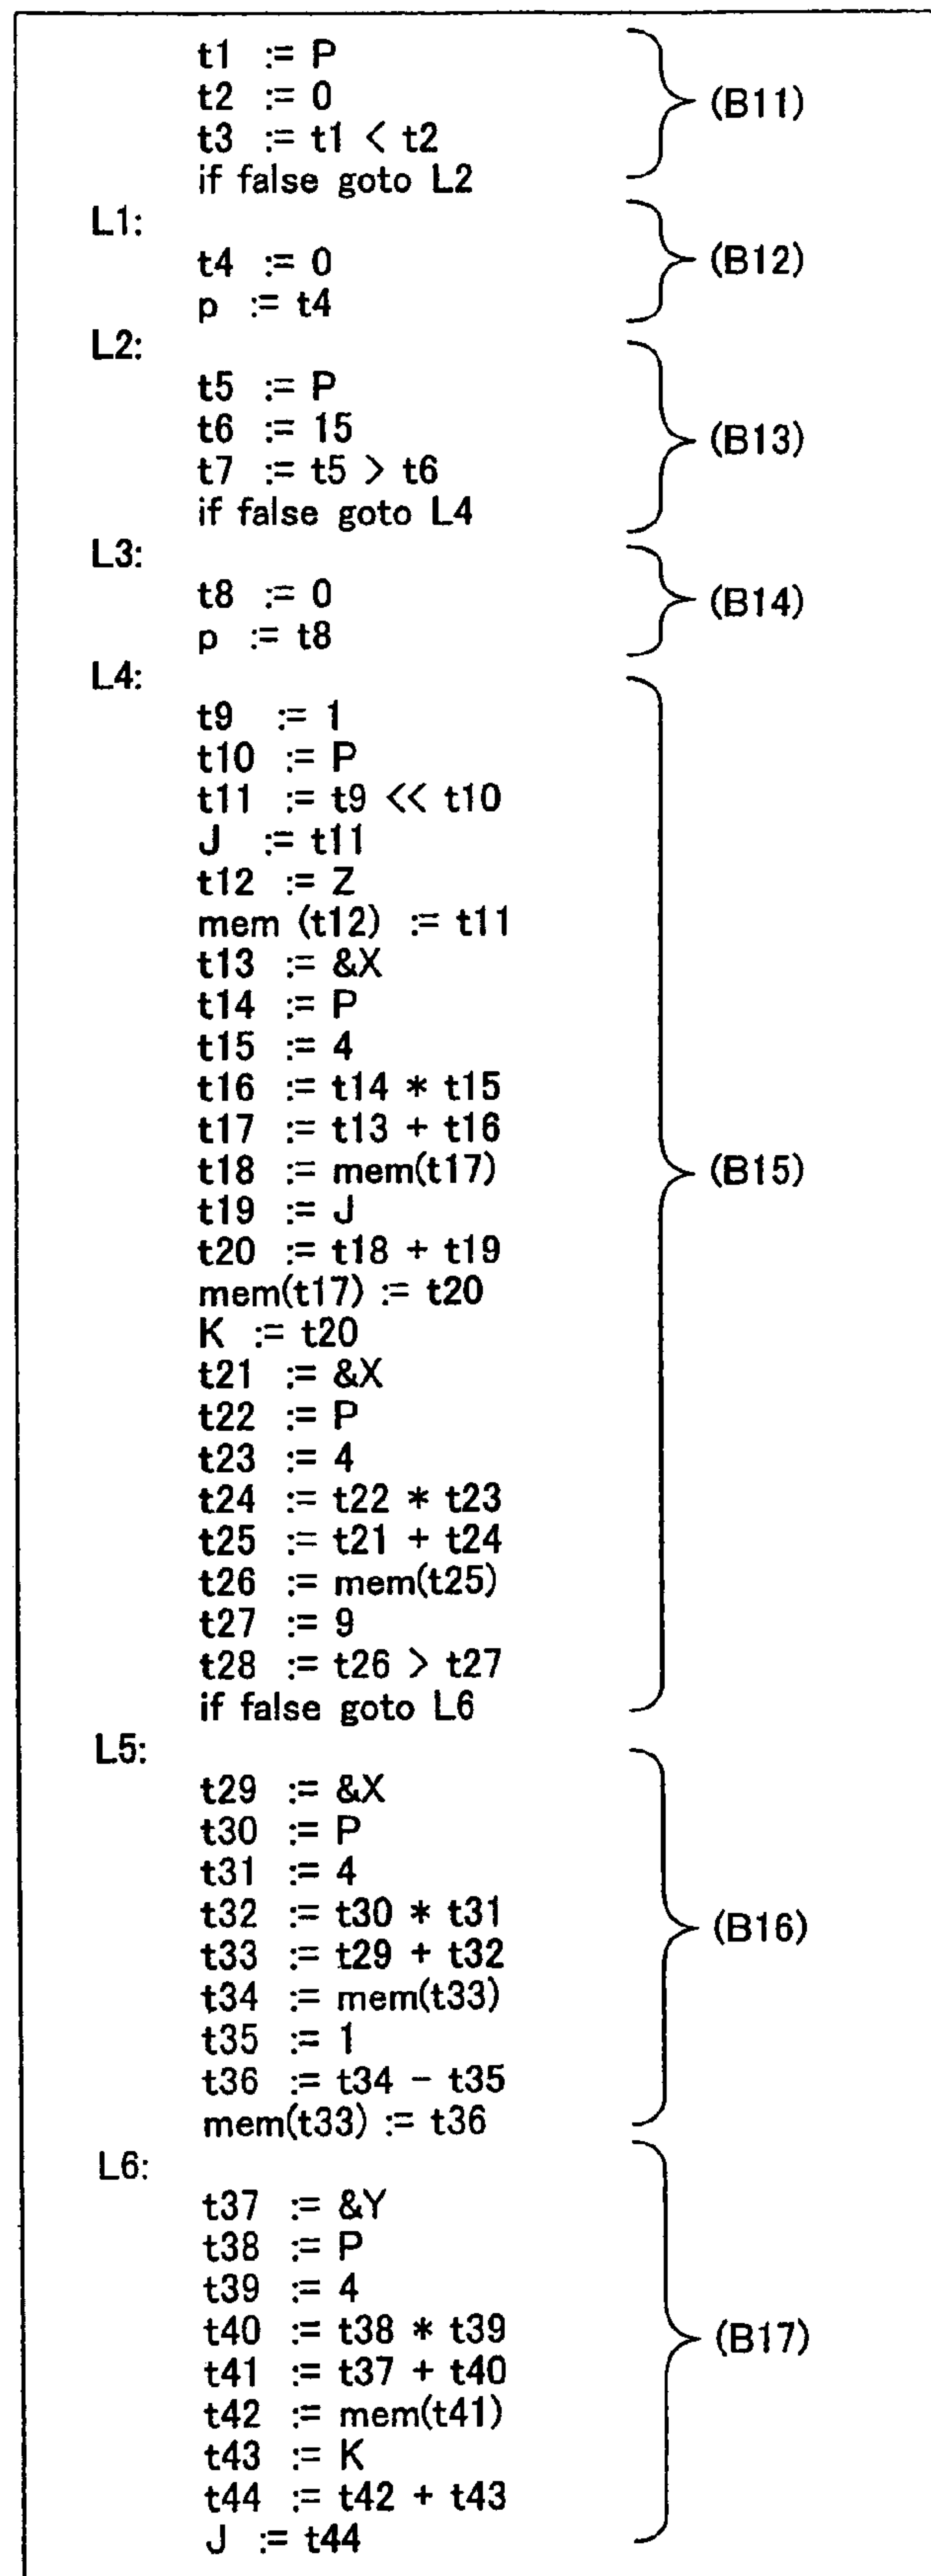 t1 := P
t2 := 0
t3 := t1 < t2
if false goto L2
(B11)
L1:
t4 := 0
p := t4
(B12)
L2:
t5 := P
t6 := 15
t7 := t5 > t6
if false goto L4
(B13)
L3:
t8 := 0
p := t8
(B14)
L4:
t9 := 1
t10 := P
t11 := t9 << t10
J := t11
t12 := Z
mem (t12) := t11
t13 := &X
t14 := P
t15 := 4
t16 := t14 * t15
t17 := t13 + t16
t18 := mem(t17)
t19 := J
t20 := t18 + t19
mem(t17) := t20
K := t20
t21 := &X
t22 := P
t23 := 4
t24 := t22 * t23
t25 := t21 + t24
t26 := mem(t25)
t27 := 9
t28 := t26 > t27
if false goto L6
(B15)
L5:
t29 := &X
t30 := P
t31 := 4
t32 := t30 * t31
t33 := t29 + t32
t34 := mem(t33)
t35 := 1
t36 := t34 - t35
mem(t33) := t36
(B16)
L6:
t37 := &Y
t38 := P
t39 := 4
t40 := t38 * t39
t41 := t37 + t40
t42 := mem(t41)
t43 := K
t44 := t42 + t43
J := t44
(B17)